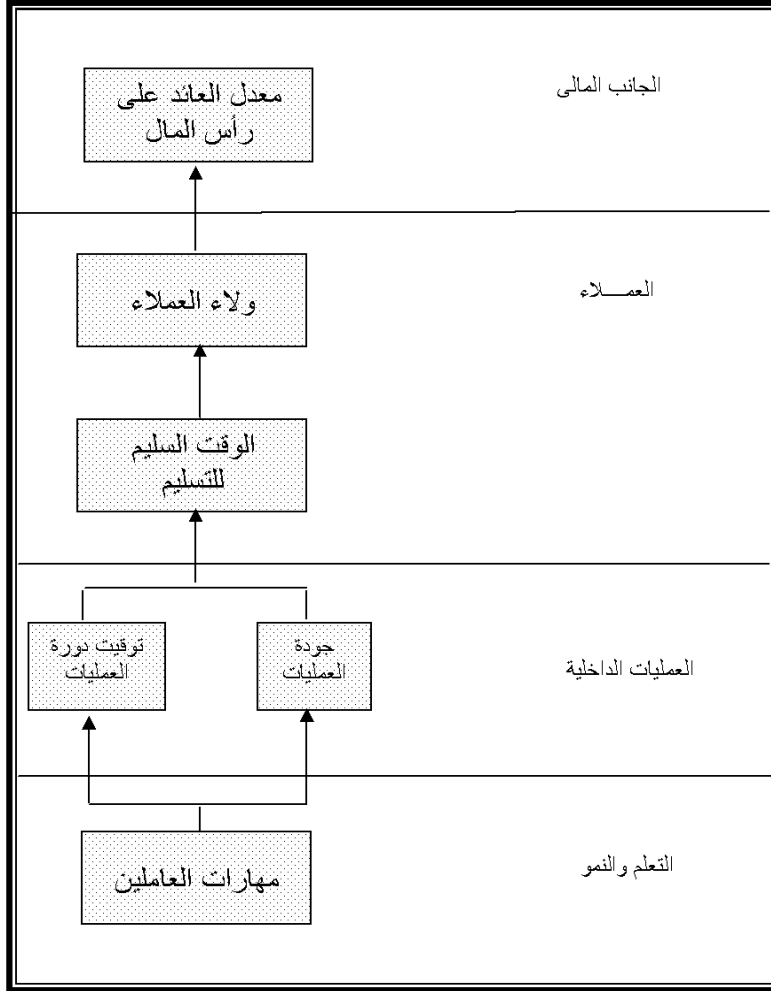 الجانب المالى
معدل العائد على
رأس المال
العمـــلاء
ولاء العملاء
الوقت السليم
للتسليم
العمليات الداخلية
جودة
العمليات
توقيت دورة
العمليات
التعلم والنمو
مهارات العاملين